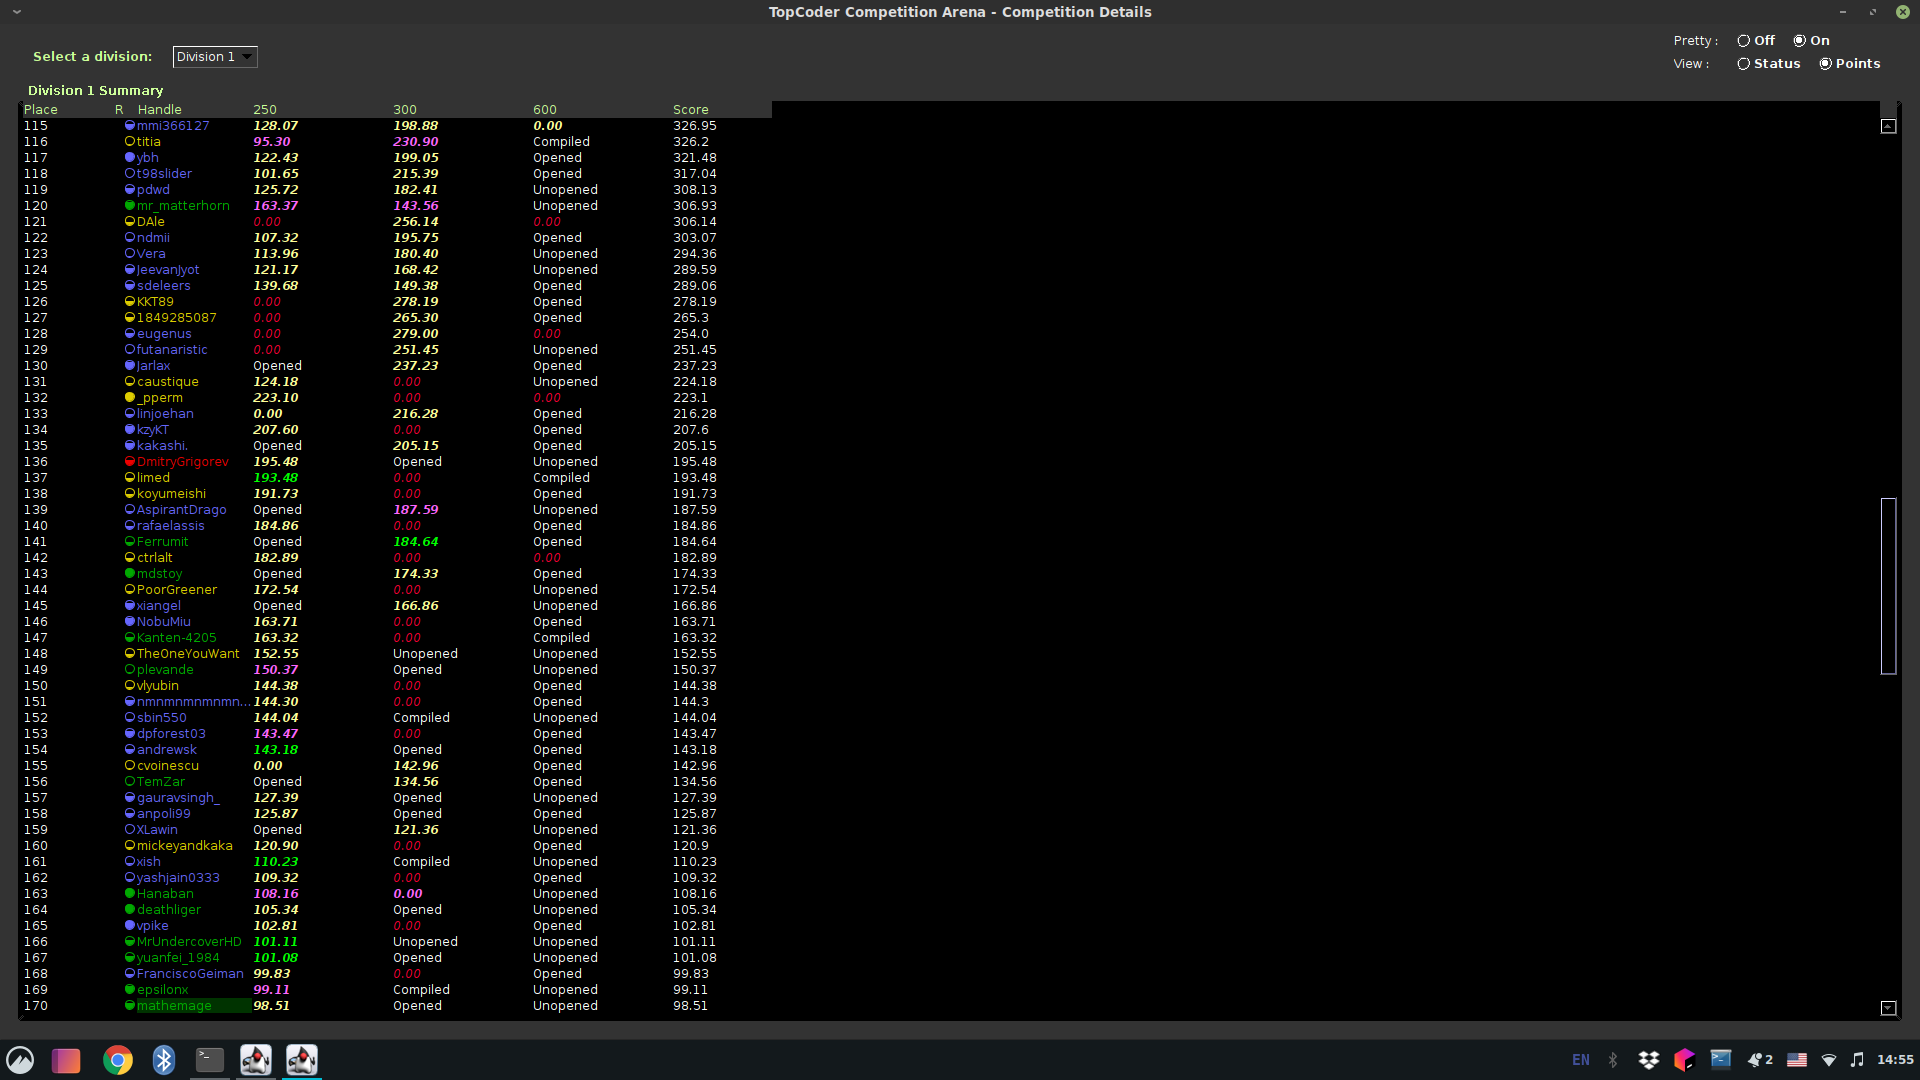 TopCoder Competition Arena - Competition Details
Select a division: Division 1
Pretty : Off On
View : Status Points
Division 1 Summary
Place R Handle 250 300 600 Score
115 mmi366127 128.07 198.88 0.00 326.95
116 titia 95.30 230.90 Compiled 326.2
117 ybh 122.43 199.05 Opened 321.48
118 t98slider 101.65 215.39 Opened 317.04
119 pdwd 125.72 182.41 Unopened 308.13
120 mr_matterhorn 163.37 143.56 Unopened 306.93
121 DAle 0.00 256.14 0.00 306.14
122 ndmii 107.32 195.75 Opened 303.07
123 Vera 113.96 180.40 Unopened 294.36
124 JeevanJyot 121.17 168.42 Unopened 289.59
125 sdeleers 139.68 149.38 Opened 289.06
126 KKT89 0.00 278.19 Opened 278.19
127 1849285087 0.00 265.30 Opened 265.3
128 eugenus 0.00 279.00 0.00 254.0
129 futanaristic 0.00 251.45 Unopened 251.45
130 Jarlax Opened 237.23 Opened 237.23
131 caustique 124.18 0.00 Unopened 224.18
132 _pperm 223.10 0.00 0.00 223.1
133 linjoehan 0.00 216.28 Opened 216.28
134 kzyKT 207.60 0.00 Opened 207.6
135 kakashi. Opened 205.15 Opened 205.15
136 DmitryGrigorev 195.48 Opened Unopened 195.48
137 limed 193.48 0.00 Compiled 193.48
138 koyumeishi 191.73 0.00 Opened 191.73
139 AspirantDrago Opened 187.59 Unopened 187.59
140 rafaelassis 184.86 0.00 Opened 184.86
141 Ferrumit Opened 184.64 Opened 184.64
142 ctrlalt 182.89 0.00 0.00 182.89
143 mdstoy Opened 174.33 Opened 174.33
144 PoorGreener 172.54 0.00 Unopened 172.54
145 xiangel Opened 166.86 Unopened 166.86
146 NobuMiu 163.71 0.00 Opened 163.71
147 Kanten-4205 163.32 0.00 Compiled 163.32
148 TheOneYouWant 152.55 Unopened Unopened 152.55
149 plevande 150.37 Opened Unopened 150.37
150 vlyubin 144.38 0.00 Opened 144.38
151 nmnmnmnmnmn... 144.30 0.00 Opened 144.3
152 sbin550 144.04 Compiled Unopened 144.04
153 dpforest03 143.47 0.00 Opened 143.47
154 andrewsk 143.18 Opened Opened 143.18
155 cvoinescu 0.00 142.96 Opened 142.96
156 TemZar Opened 134.56 Opened 134.56
157 gauravsingh_ 127.39 Opened Unopened 127.39
158 anpoli99 125.87 Opened Opened 125.87
159 XLawin Opened 121.36 Unopened 121.36
160 mickeyandkaka 120.90 0.00 Opened 120.9
161 xish 110.23 Compiled Unopened 110.23
162 yashjain0333 109.32 0.00 Opened 109.32
163 Hanaban 108.16 0.00 Unopened 108.16
164 deathliger 105.34 Opened Unopened 105.34
165 vpike 102.81 0.00 Opened 102.81
166 MrUndercoverHD 101.11 Unopened Unopened 101.11
167 yuanfei_1984 101.08 Opened Unopened 101.08
168 FranciscoGeiman 99.83 0.00 Opened 99.83
169 epsilonx 99.11 Compiled Unopened 99.11
170 mathemage 98.51 Opened Unopened 98.51
EN 2 14:55